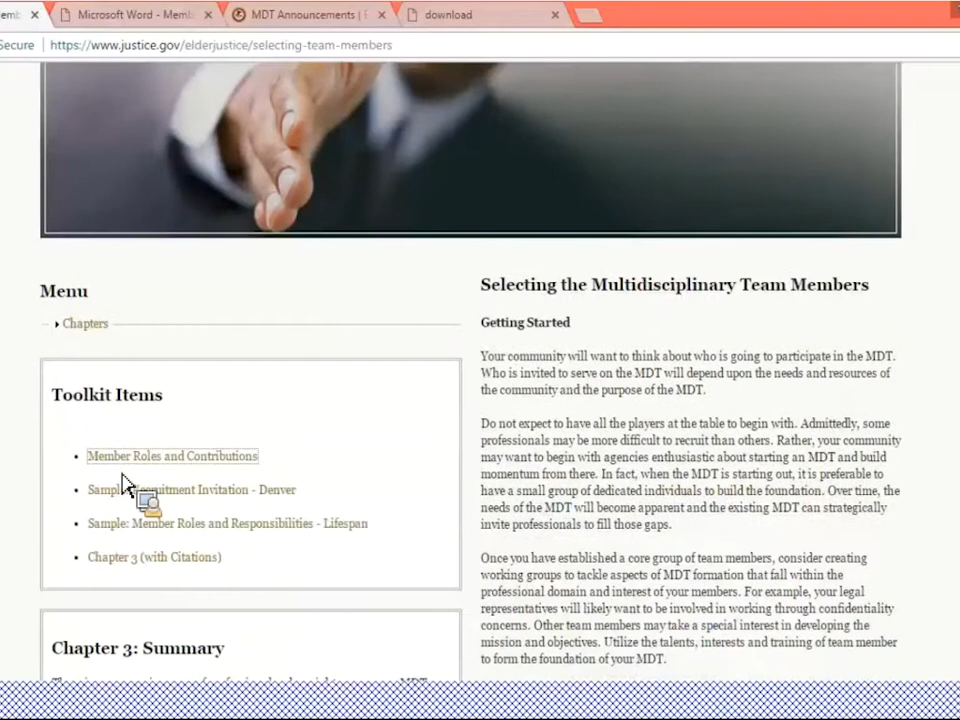 Microsoft Word - Memb
MDT Announcements |
download
Secure
https://www.justice.gov/elderjustice/selecting-team-members
Menu
Chapters
Toolkit Items
Member Roles and Contributions
Sample: Recruitment Invitation - Denver
Sample: Member Roles and Responsibilities - Lifespan
Chapter 3 (with Citations)
Chapter 3: Summary
Selecting the Multidisciplinary Team Members
Getting Started
Your community will want to think about who is going to participate in the MDT.
Who is invited to serve on the MDT will depend upon the needs and resources of
the community and the purpose of the MDT.
Do not expect to have all the players at the table to begin with. Admittedly, some
professionals may be more difficult to recruit than others. Rather, your community
may want to begin with agencies enthusiastic about starting an MDT and build
momentum from there. In fact, when the MDT is starting out, it is preferable to
have a small group of dedicated individuals to build the foundation. Over time, the
needs of the MDT will become apparent and the existing MDT can strategically
invite professionals to fill those gaps.
Once you have established a core group of team members, consider creating
working groups to tackle aspects of MDT formation that fall within the
professional domain and interest of your members. For example, your legal
representatives will likely want to be involved in working through confidentiality
concerns. Other team members may take a special interest in developing the
mission and objectives. Utilize the talents, interests and training of team member
to form the foundation of your MDT.